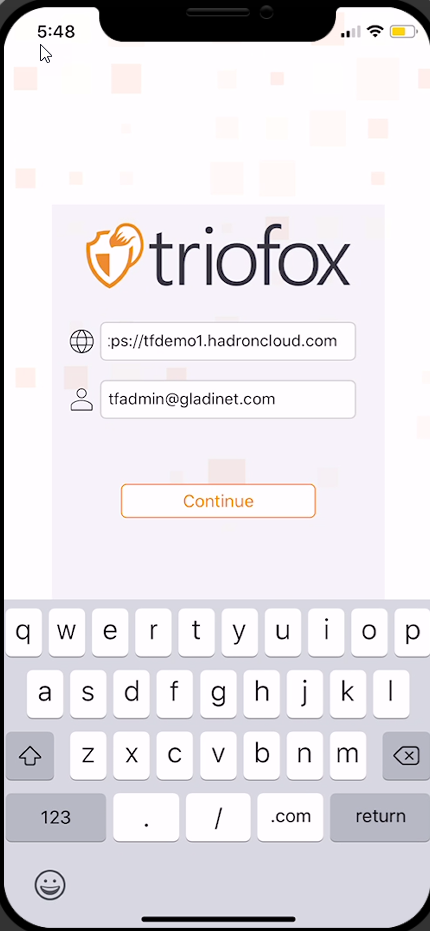 5:48
triofox
:ps://tfdemo1.hadroncloud.com
tfadmin@gladinet.com
Continue
q w e r t y u i o p
a s d f g h j k l
z x c v b n m
123 . / .com return